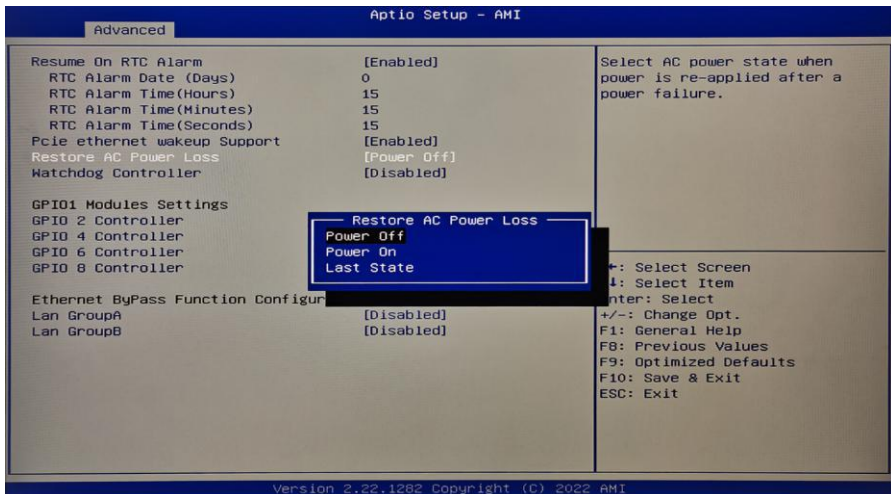 Aptio Setup - AMI
Advanced
Resume On RTC Alarm [Enabled]
RTC Alarm Date (Days) 0
RTC Alarm Time(Hours) 15
RTC Alarm Time(Minutes) 15
RTC Alarm Time(Seconds) 15
Pcie ethernet wakeup Support [Enabled]
Restore AC Power Loss [Power Off]
Watchdog Controller [Disabled]
GPIO1 Modules Settings
GPIO 2 Controller
GPIO 4 Controller
GPIO 6 Controller
GPIO 8 Controller
Ethernet ByPass Function Configur
Lan GroupA [Disabled]
Lan GroupB [Disabled]
Restore AC Power Loss
Power Off
Power On
Last State
Select AC power state when
power is re-applied after a
power failure.
: Select Screen
: Select Item
nter: Select
+/-: Change Opt.
F1: General Help
F8: Previous Values
F9: Optimized Defaults
F10: Save & Exit
ESC: Exit
Version 2.22.1282 Copyright (C) 2022 AMI